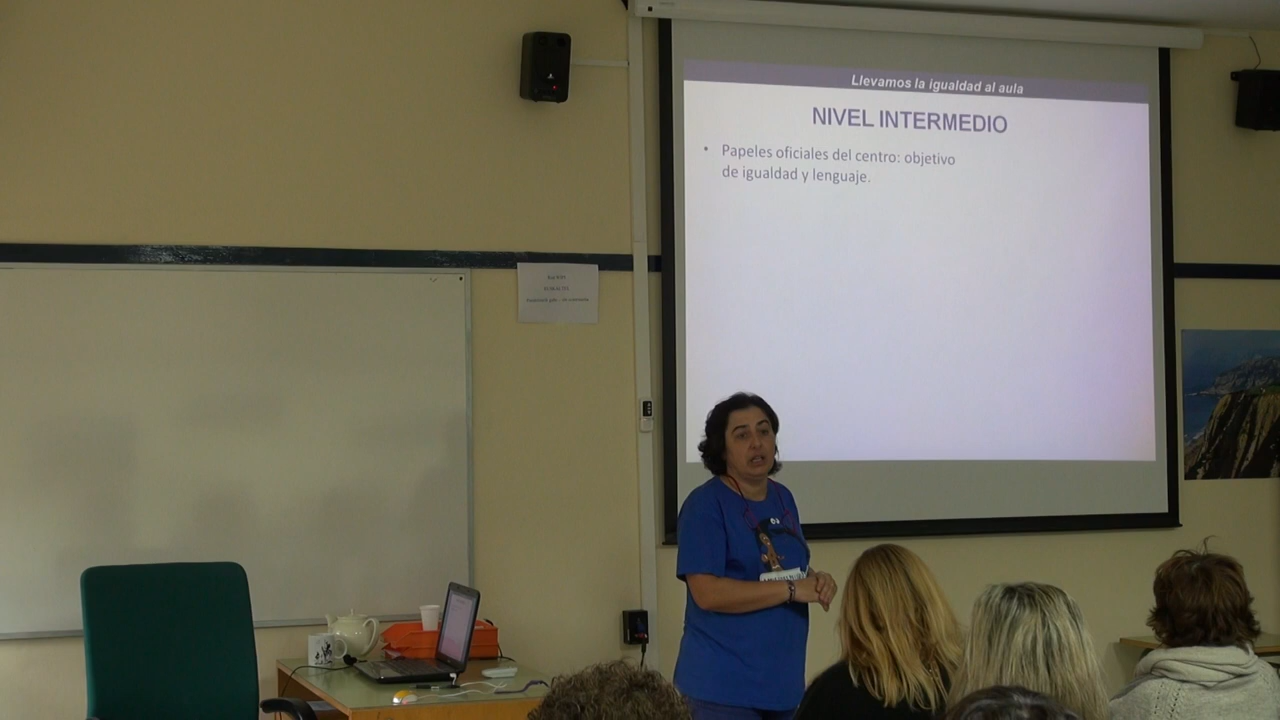 Llevamos la igualdad al aula
NIVEL INTERMEDIO
• Papeles oficiales del centro: objetivo
de igualdad y lenguaje.